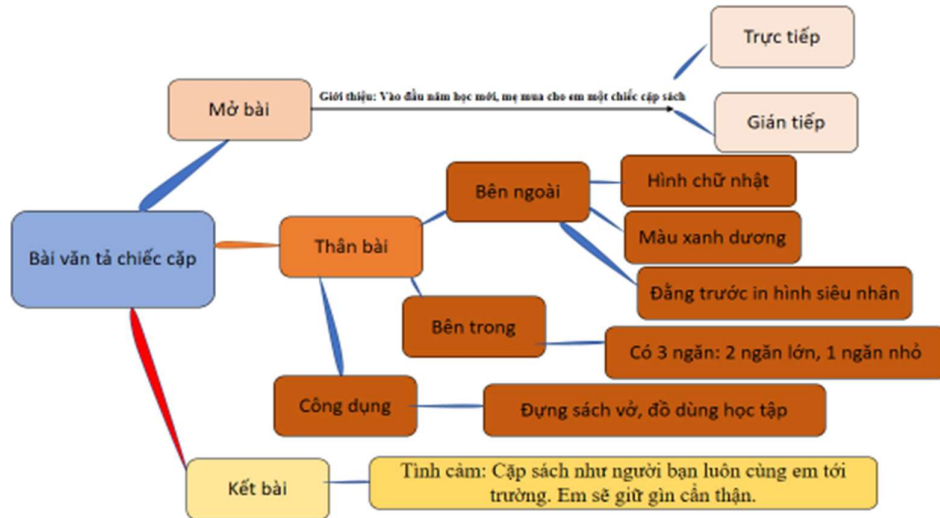 Trực tiếp
Giới thiệu: Vào đầu năm học mới, mẹ mua cho em một chiếc cặp sách
Mở bài
Gián tiếp
Bên ngoài
Hình chữ nhật
Màu xanh dương
Đằng trước in hình siêu nhân
Bài văn tả chiếc cặp
Thân bài
Bên trong
Có 3 ngăn: 2 ngăn lớn, 1 ngăn nhỏ
Công dụng
Đựng sách vở, đồ dùng học tập
Kết bài
Tình cảm: Cặp sách như người bạn luôn cùng em tới
trường. Em sẽ giữ gìn cẩn thận.